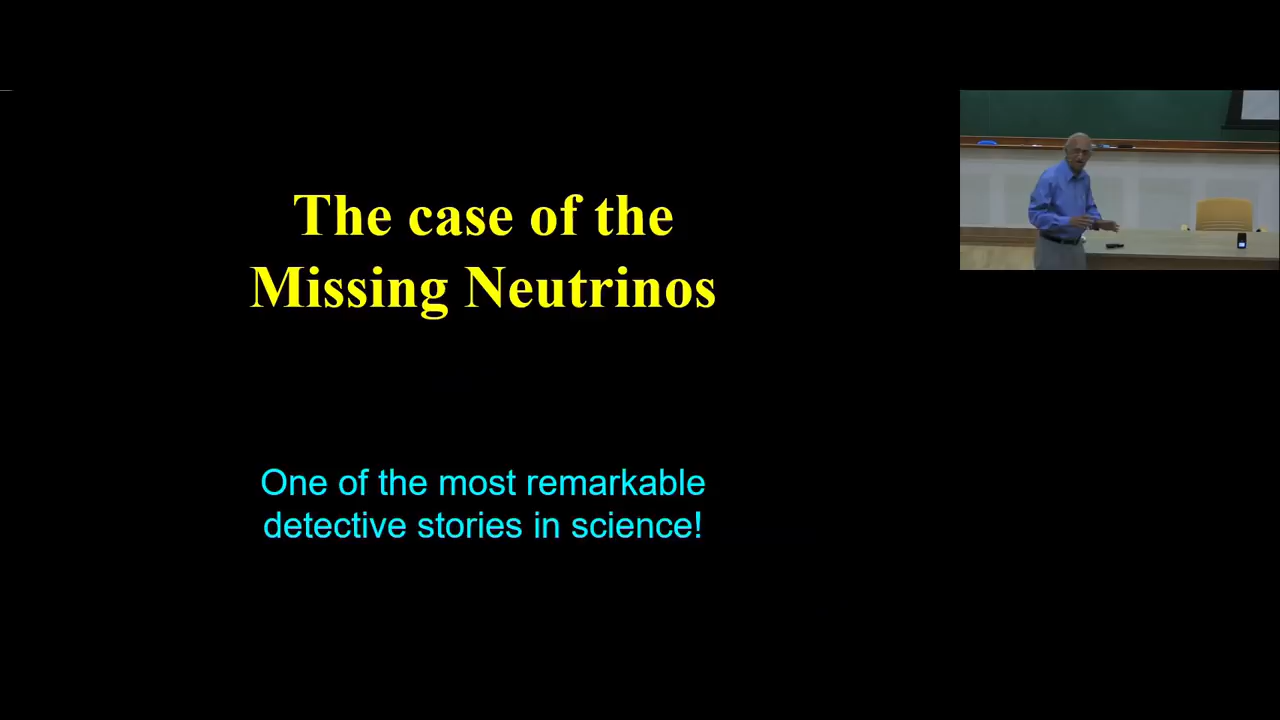 The case of the
Missing Neutrinos
One of the most remarkable
detective stories in science!